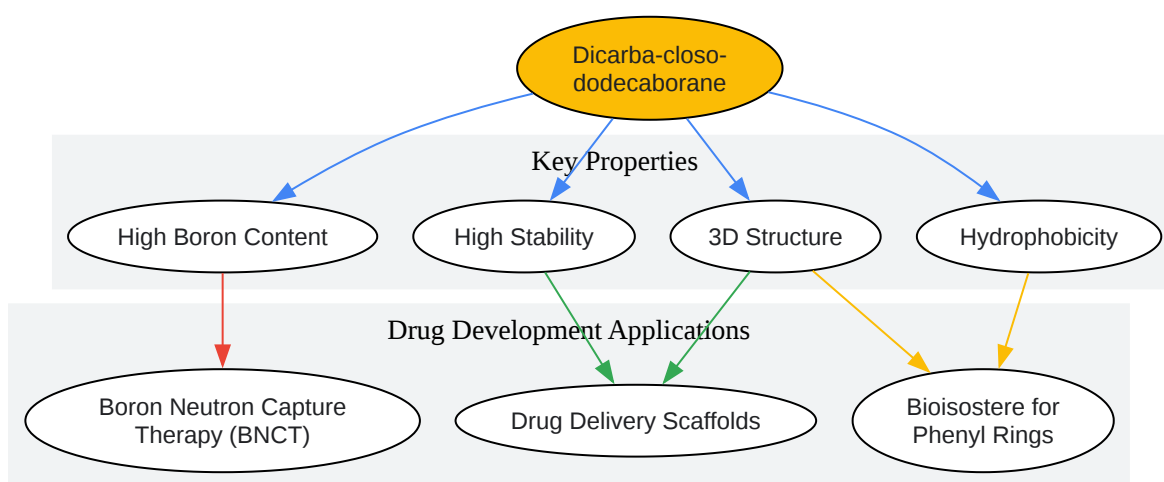 Dicarba-closo-
dodecaborane
Key Properties
High Boron Content
High Stability
3D Structure
Hydrophobicity
Drug Development Applications
Boron Neutron Capture
Therapy (BNCT)
Drug Delivery Scaffolds
Bioisostere for
Phenyl Rings